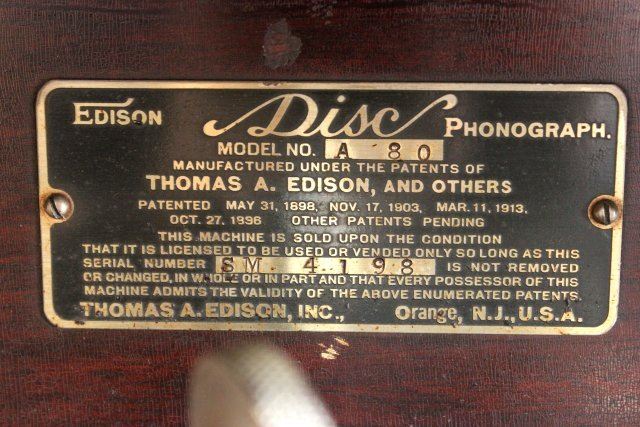 EDISON Disc PHONOGRAPH.
MODEL NO. A 80
MANUFACTURED UNDER THE PATENTS OF
THOMAS A. EDISON, AND OTHERS
PATENTED MAY 31, 1898, NOV. 17, 1903, MAR. 11, 1913,
OCT. 27, 1896 OTHER PATENTS PENDING
THIS MACHINE IS SOLD UPON THE CONDITION
THAT IT IS LICENSED TO BE USED OR VENDED ONLY SO LONG AS THIS
SERIAL NUMBER SM. 4198 IS NOT REMOVED
OR CHANGED, IN WHOLE OR IN PART AND THAT EVERY POSSESSOR OF THIS
MACHINE ADMITS THE VALIDITY OF THE ABOVE ENUMERATED PATENTS.
THOMAS A. EDISON, INC., Orange, N.J., U.S.A.